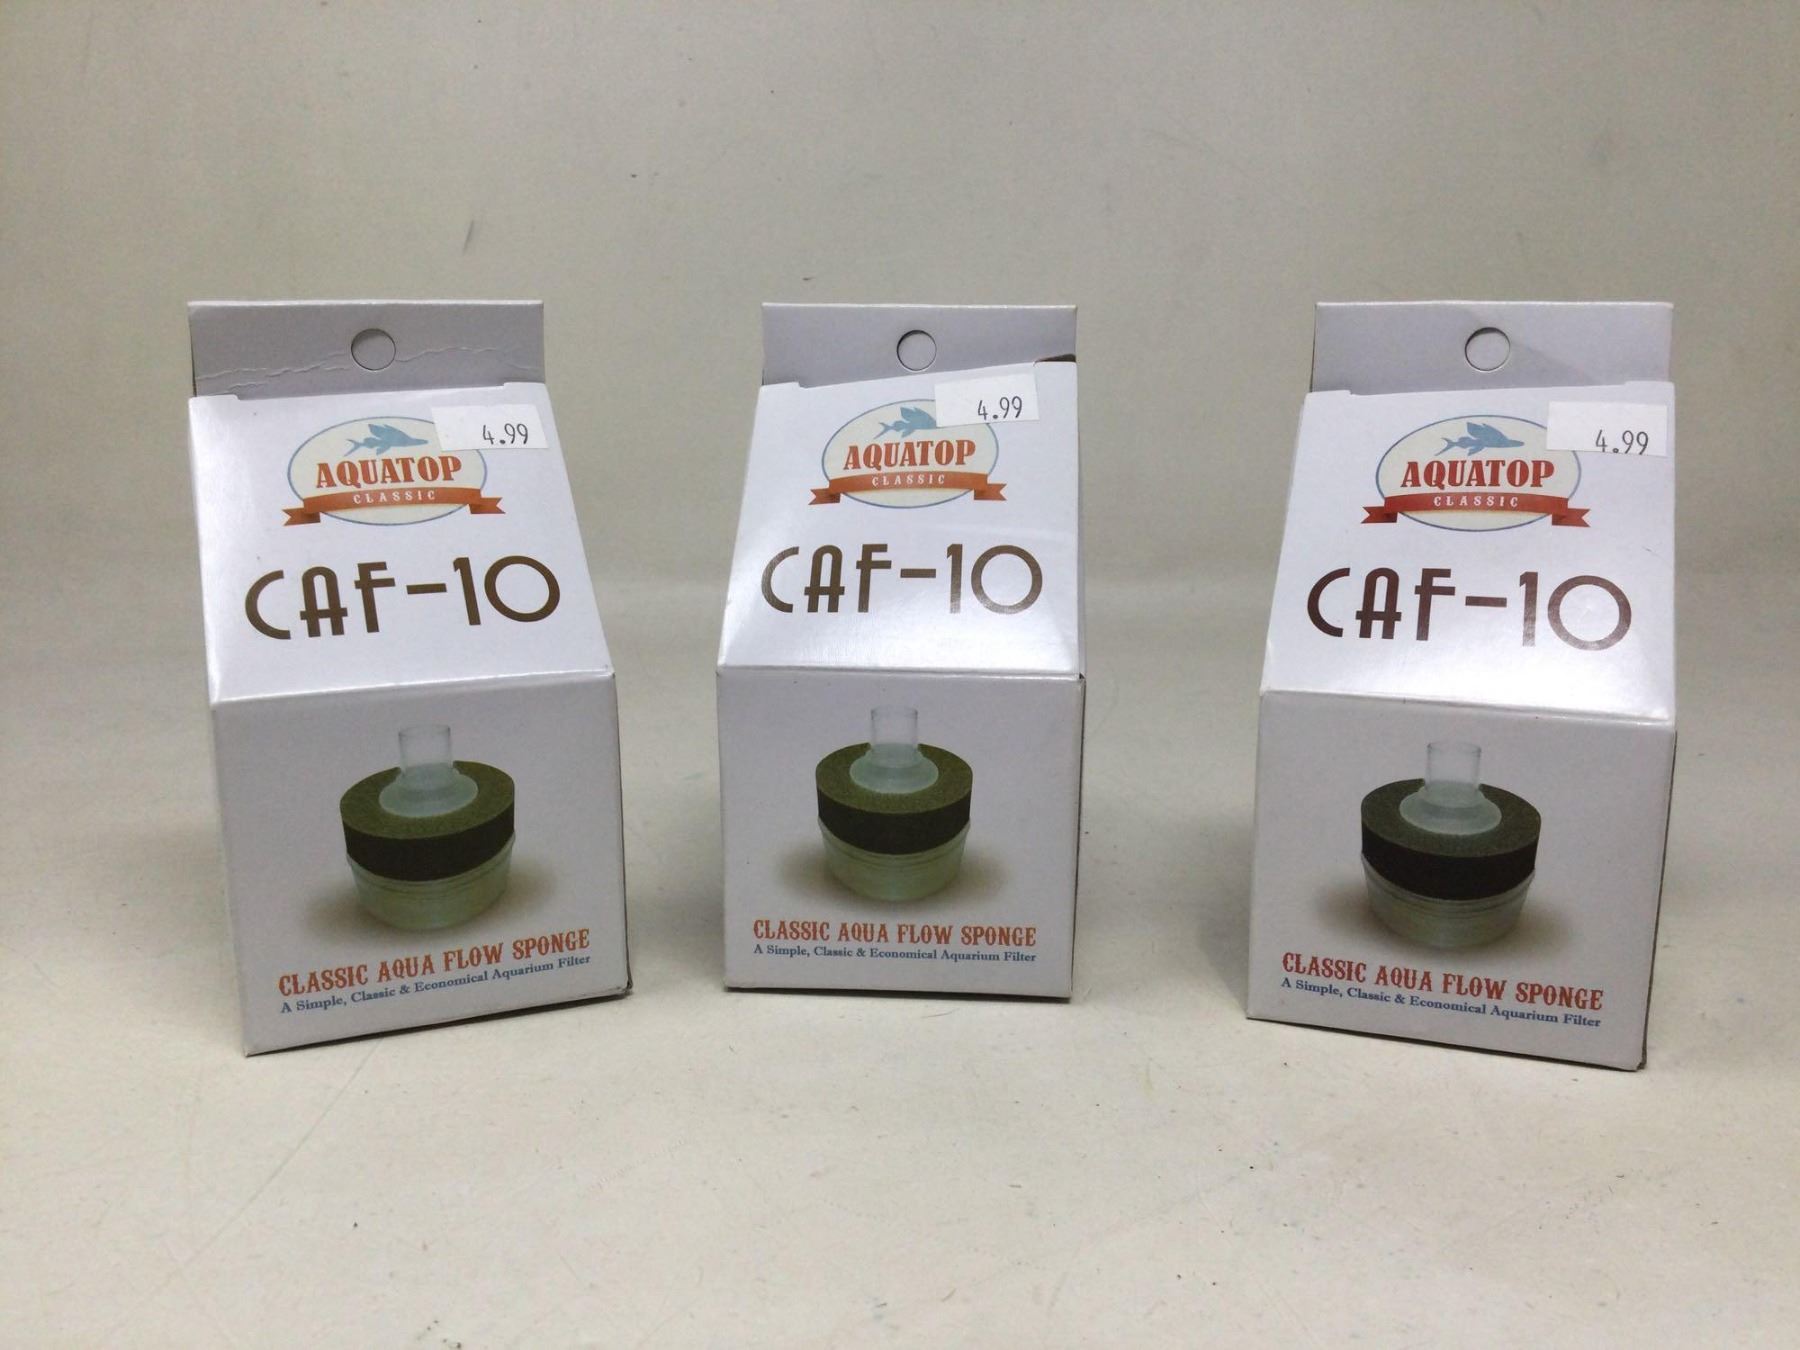 4.99
AQUATOP
CLASSIC
CAF-10
CLASSIC AQUA FLOW SPONGE
A Simple, Classic & Economical Aquarium Filter
4.99
AQUATOP
CLASSIC
CAF-10
CLASSIC AQUA FLOW SPONGE
A Simple, Classic & Economical Aquarium Filter
4.99
AQUATOP
CLASSIC
CAF-10
CLASSIC AQUA FLOW SPONGE
A Simple, Classic & Economical Aquarium Filter